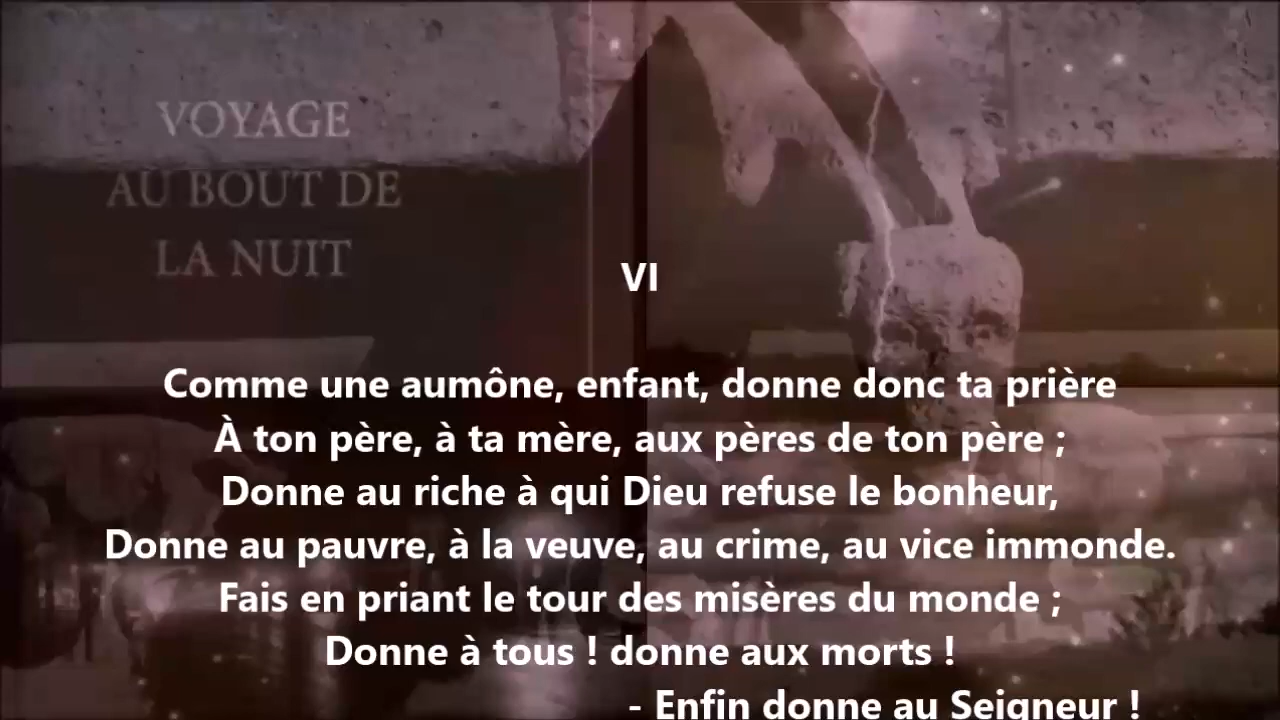 VOYAGE
AU BOUT DE
LA NUIT
VI
Comme une aumône, enfant, donne donc ta prière
À ton père, à ta mère, aux pères de ton père ;
Donne au riche à qui Dieu refuse le bonheur,
Donne au pauvre, à la veuve, au crime, au vice immonde.
Fais en priant le tour des misères du monde ;
Donne à tous ! donne aux morts !
- Enfin donne au Seigneur !